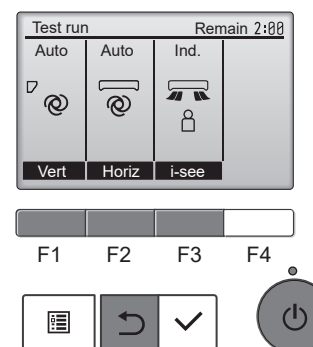 Test run Remain 2:00
Auto Auto Ind.
Vert Horiz i-see
F1 F2 F3 F4